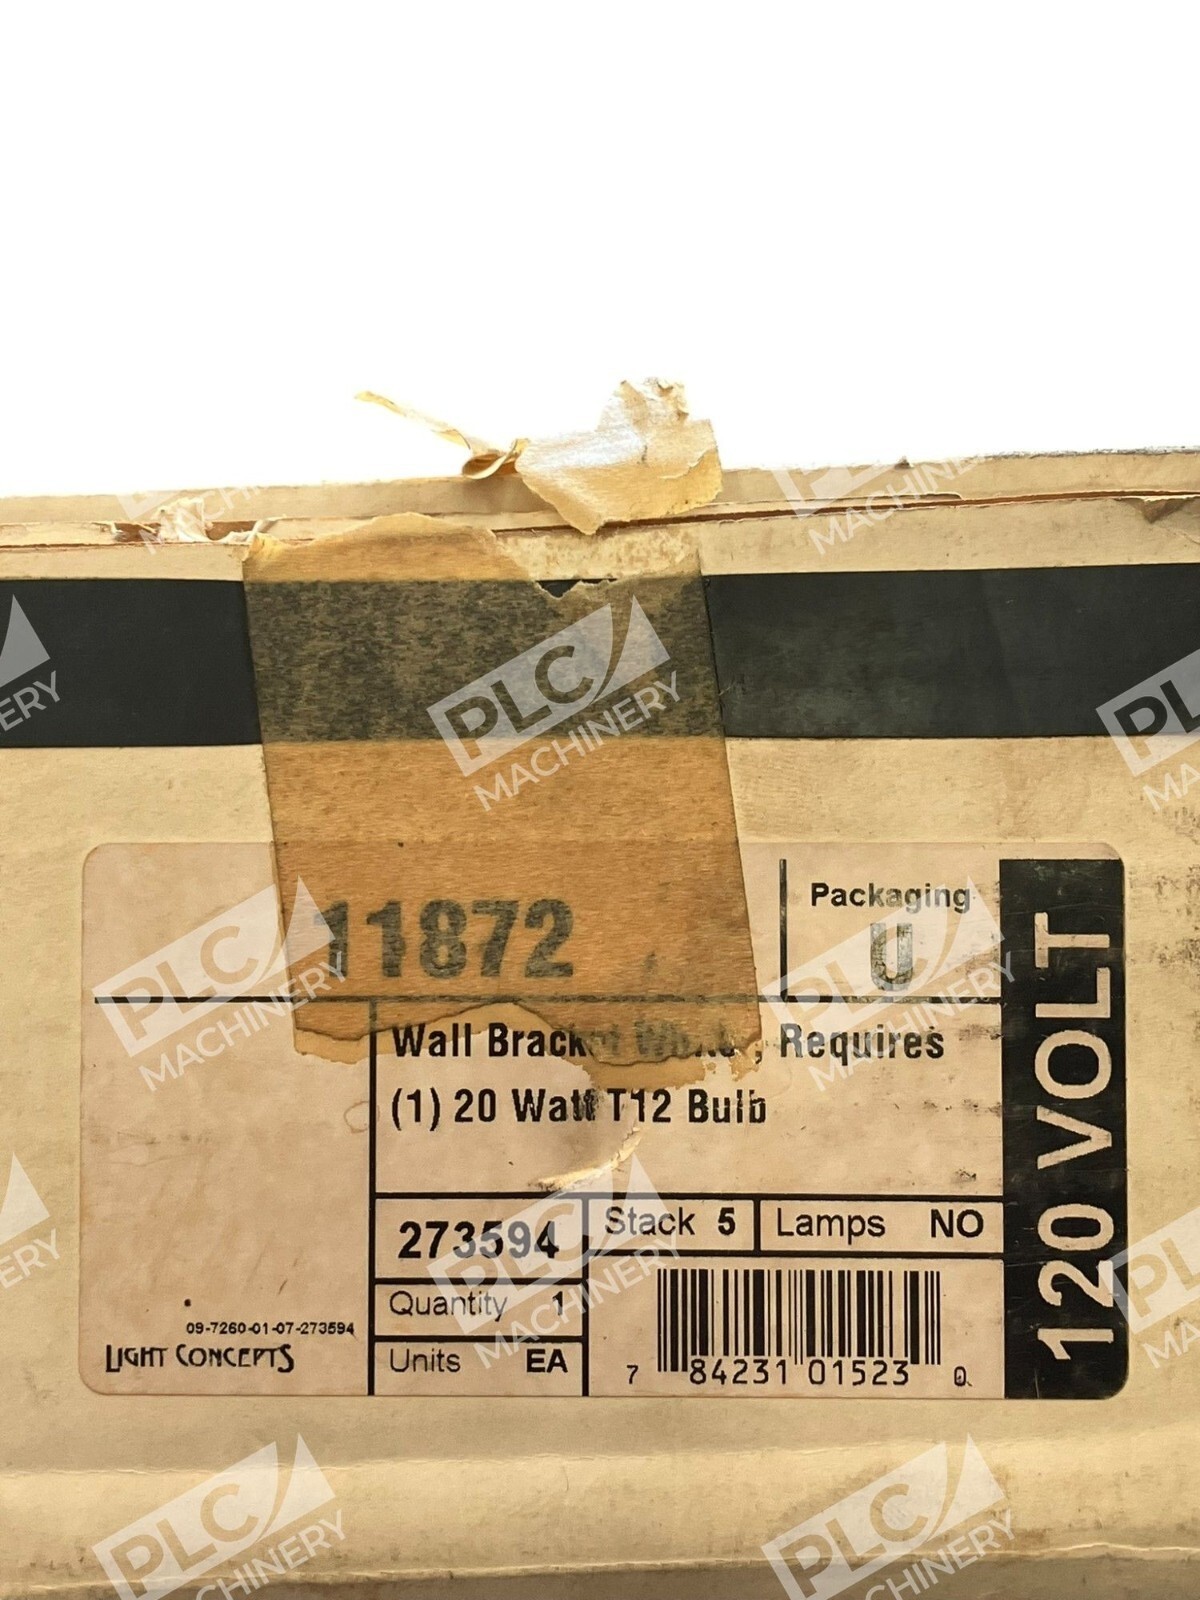 11872
Packaging
U
Wall Bracket White , Requires
(1) 20 Watt T12 Bulb
273594
Stack 5
Lamps NO
Quantity 1
Units EA
7 84231 01523 0
09-7260-01-07-273594
LIGHT CONCEPTS
120 VOLT
PLC
MACHINERY